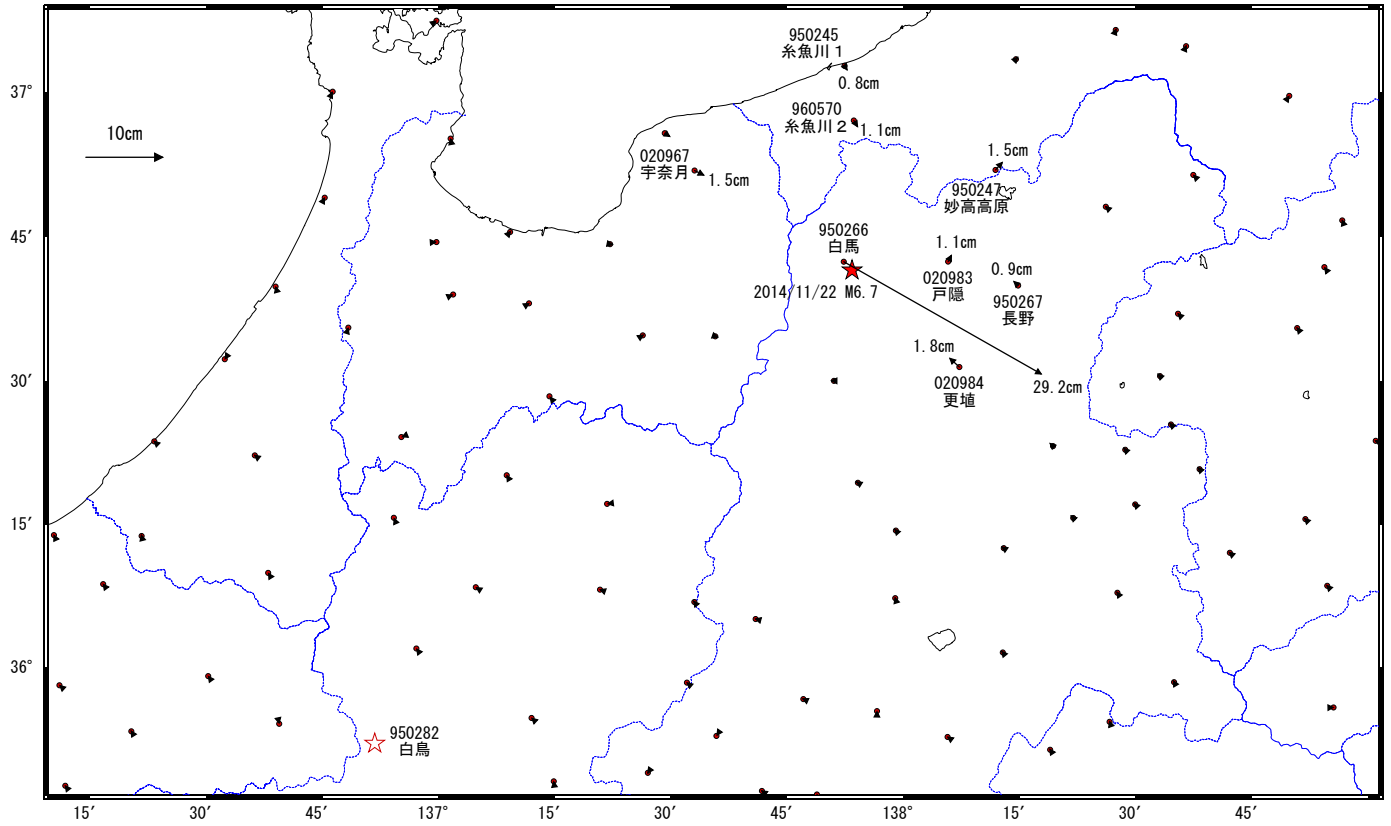 950245
糸魚川１
0.8cm
37°
10cm
960570
糸魚川２
1.1cm
020967
宇奈月
1.5cm
1.5cm
950247
妙高高原
45′
950266
白馬
1.1cm
020983
戸隠
0.9cm
950267
長野
2014/11/22 M6.7
1.8cm
020984
更埴
29.2cm
30′
15′
36°
950282
白鳥
15′
30′
45′
137°
15′
30′
45′
138°
15′
30′
45′